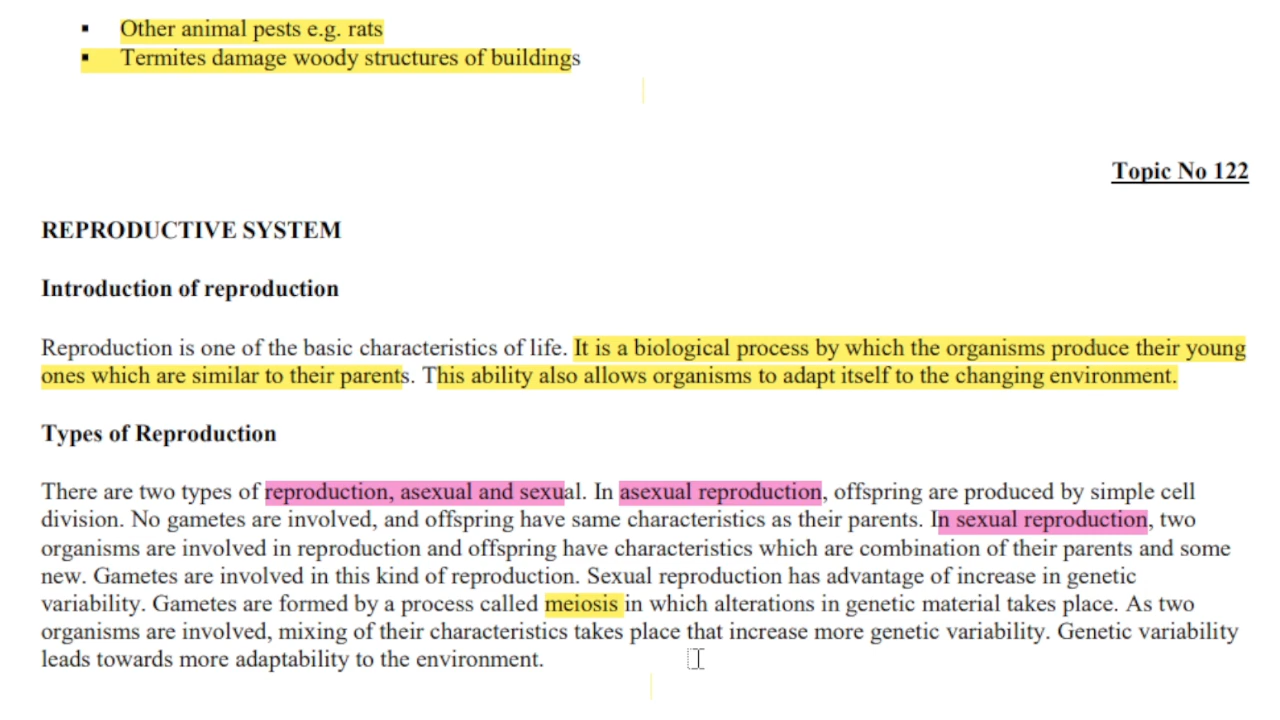 ▪ Other animal pests e.g. rats
▪ Termites damage woody structures of buildings
Topic No 122
REPRODUCTIVE SYSTEM
Introduction of reproduction
Reproduction is one of the basic characteristics of life. It is a biological process by which the organisms produce their young
ones which are similar to their parents. This ability also allows organisms to adapt itself to the changing environment.
Types of Reproduction
There are two types of reproduction, asexual and sexual. In asexual reproduction, offspring are produced by simple cell
division. No gametes are involved, and offspring have same characteristics as their parents. In sexual reproduction, two
organisms are involved in reproduction and offspring have characteristics which are combination of their parents and some
new. Gametes are involved in this kind of reproduction. Sexual reproduction has advantage of increase in genetic
variability. Gametes are formed by a process called meiosis in which alterations in genetic material takes place. As two
organisms are involved, mixing of their characteristics takes place that increase more genetic variability. Genetic variability
leads towards more adaptability to the environment.